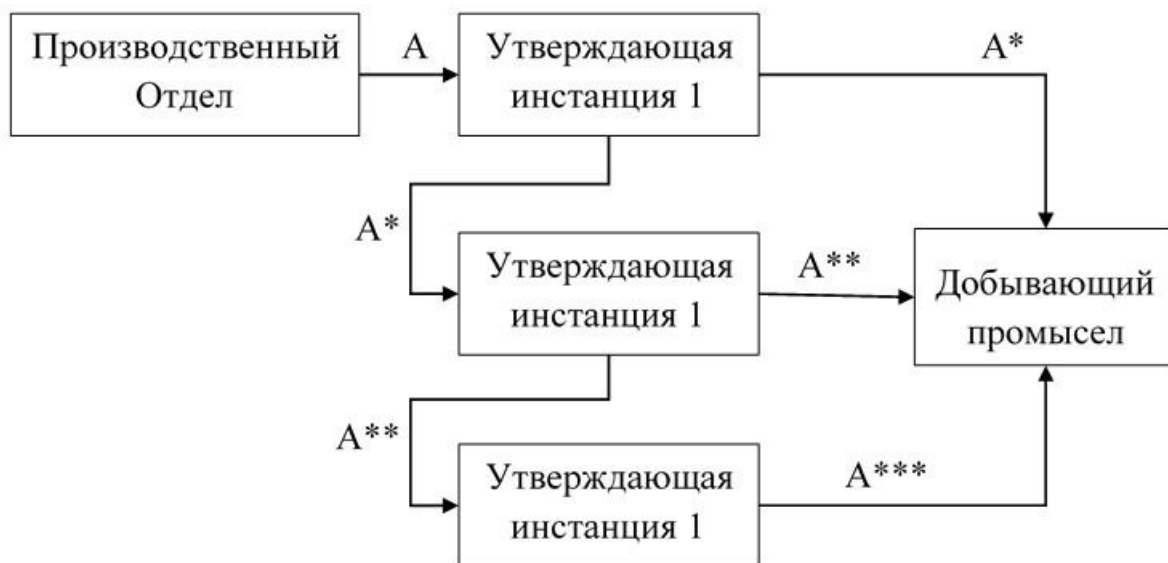 Производственный
Отдел
А
Утверждающая
инстанция 1
А*
А*
Утверждающая
инстанция 1
А**
Добывающий
промысел
А**
Утверждающая
инстанция 1
А***